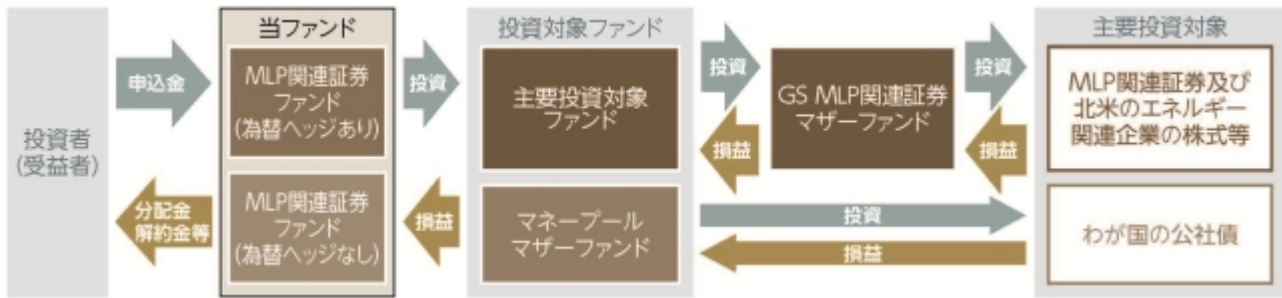 当ファンド
投資対象ファンド
主要投資対象
投資者
(受益者)
申込金
分配金
解約金等
MLP関連証券
ファンド
(為替ヘッジあり)
MLP関連証券
ファンド
(為替ヘッジなし)
投資
損益
主要投資対象
ファンド
マネープール
マザーファンド
投資
損益
GS MLP関連証券
マザーファンド
投資
損益
MLP関連証券及び
北米のエネルギー
関連企業の株式等
投資
損益
わが国の公社債